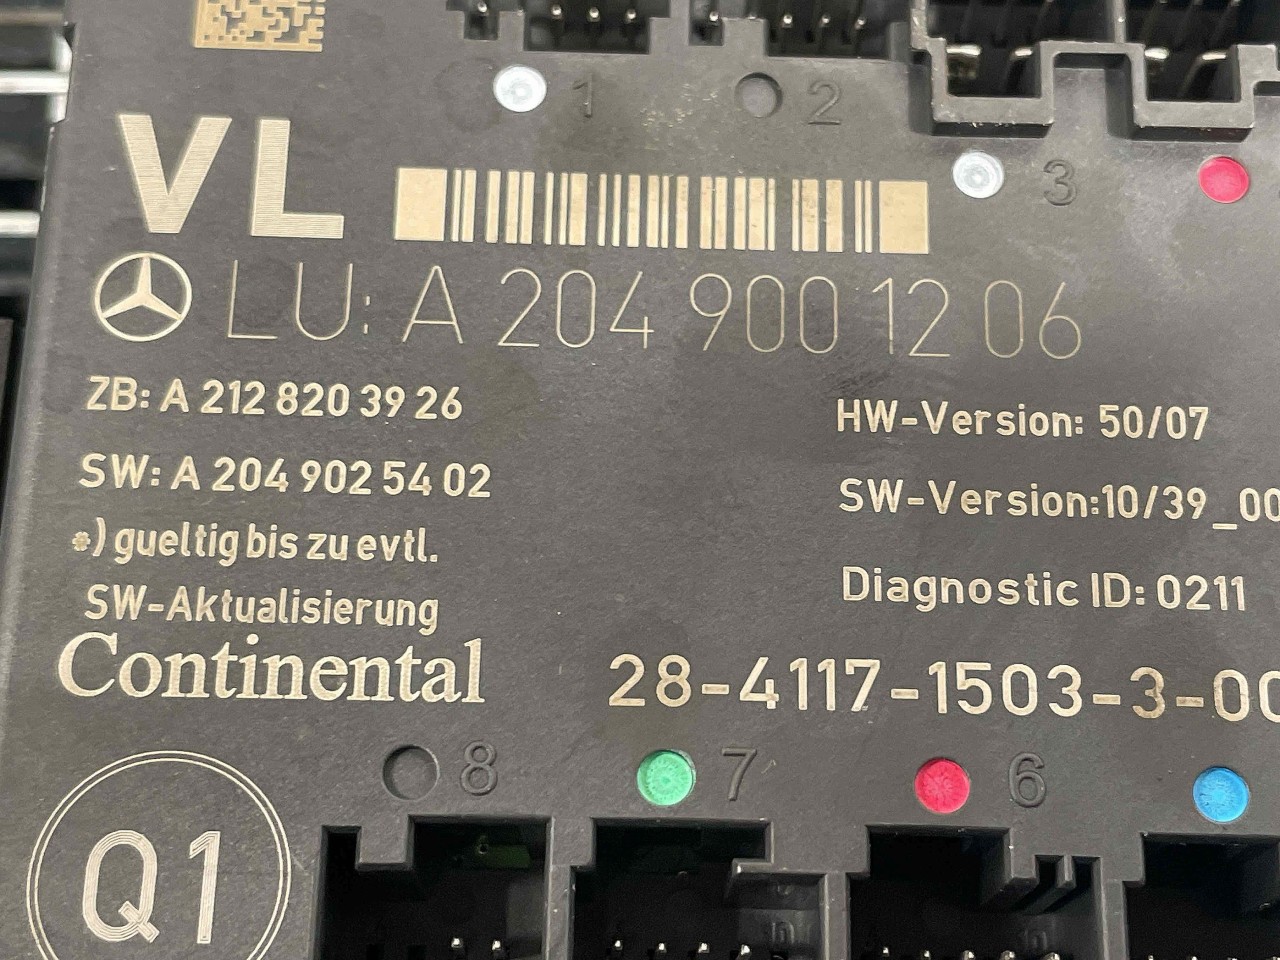 1 2
VL
3
LU: A 204 900 12 06
ZB: A 212 820 39 26
HW-Version: 50/07
SW: A 204 902 54 02
SW-Version:10/39_00
*) gueltig bis zu evtl.
SW-Aktualisierung
Diagnostic ID: 0211
Continental
28-4117-1503-3-00
8 7 6
Q1